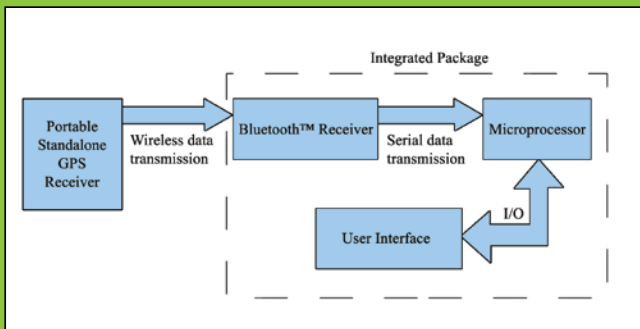 Integrated Package
Portable
Standalone
GPS
Receiver
Wireless data
transmission
Bluetooth™ Receiver
Serial data
transmission
Microprocessor
I/O
User Interface